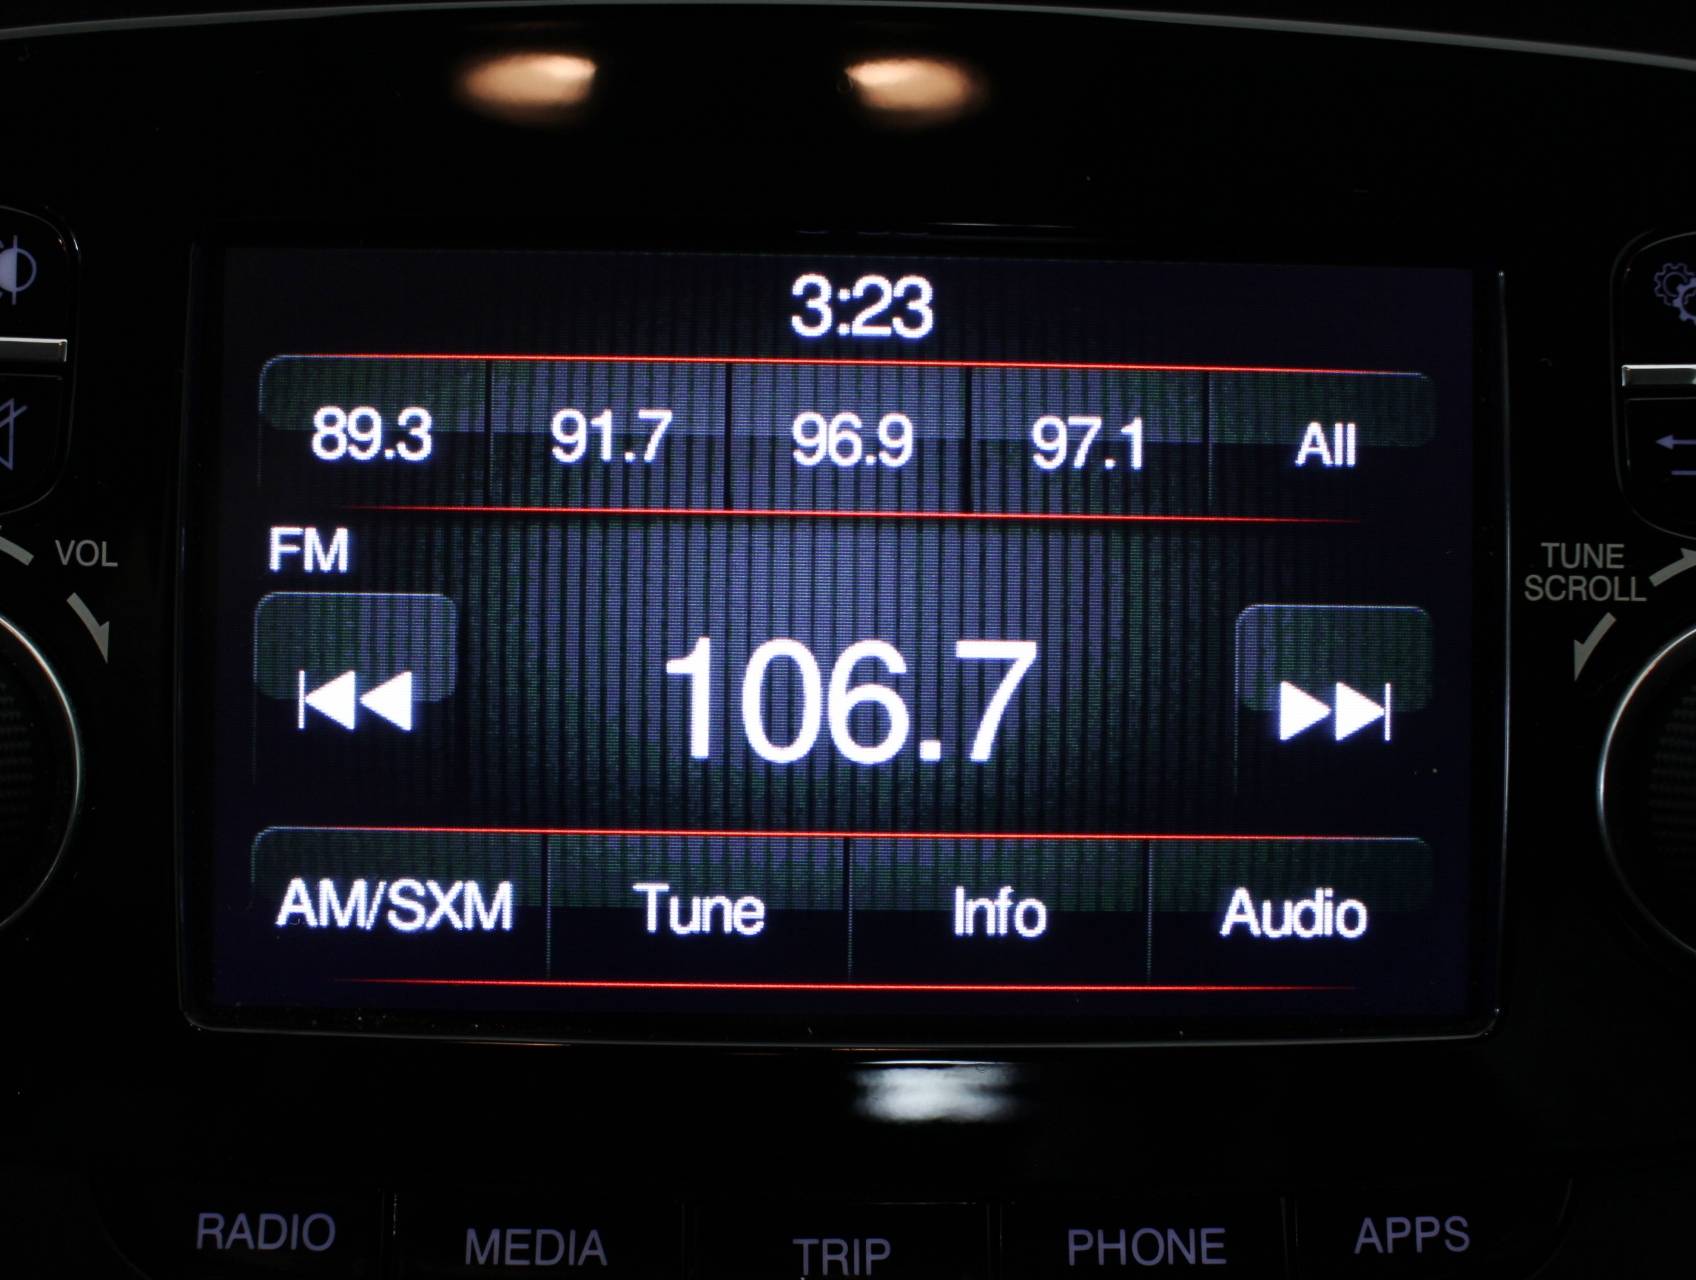 3:23
89.3 91.7 96.9 97.1 All
FM
VOL
TUNE
SCROLL
106.7
AM/SXM Tune Info Audio
RADIO MEDIA TRIP PHONE APPS